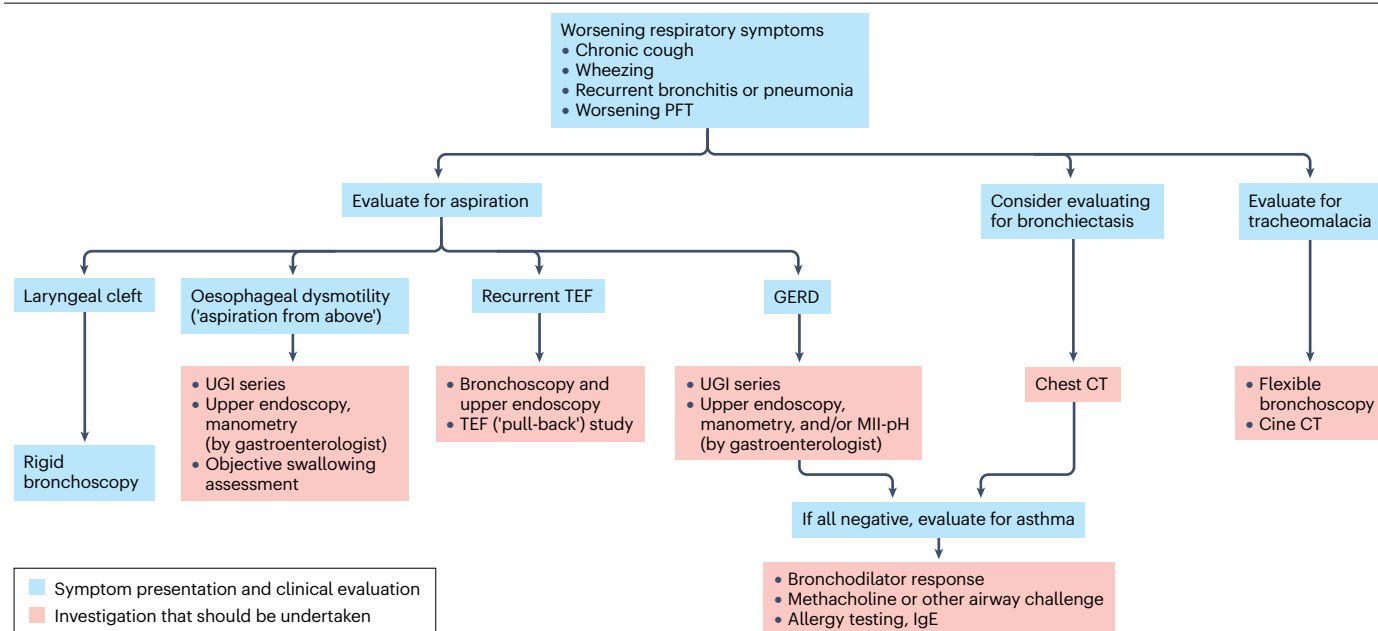 Worsening respiratory symptoms
• Chronic cough
• Wheezing
• Recurrent bronchitis or pneumonia
• Worsening PFT
Evaluate for aspiration
Consider evaluating
for bronchiectasis
Evaluate for
tracheomalacia
Laryngeal cleft
Oesophageal dysmotility
('aspiration from above')
Recurrent TEF
GERD
• UGI series
• Upper endoscopy,
manometry
(by gastroenterologist)
• Objective swallowing
assessment
• Bronchoscopy and
upper endoscopy
• TEF ('pull-back') study
• UGI series
• Upper endoscopy,
manometry, and/or MII-pH
(by gastroenterologist)
Chest CT
• Flexible
bronchoscopy
• Cine CT
Rigid
bronchoscopy
If all negative, evaluate for asthma
• Bronchodilator response
• Methacholine or other airway challenge
• Allergy testing, IgE
Symptom presentation and clinical evaluation
Investigation that should be undertaken